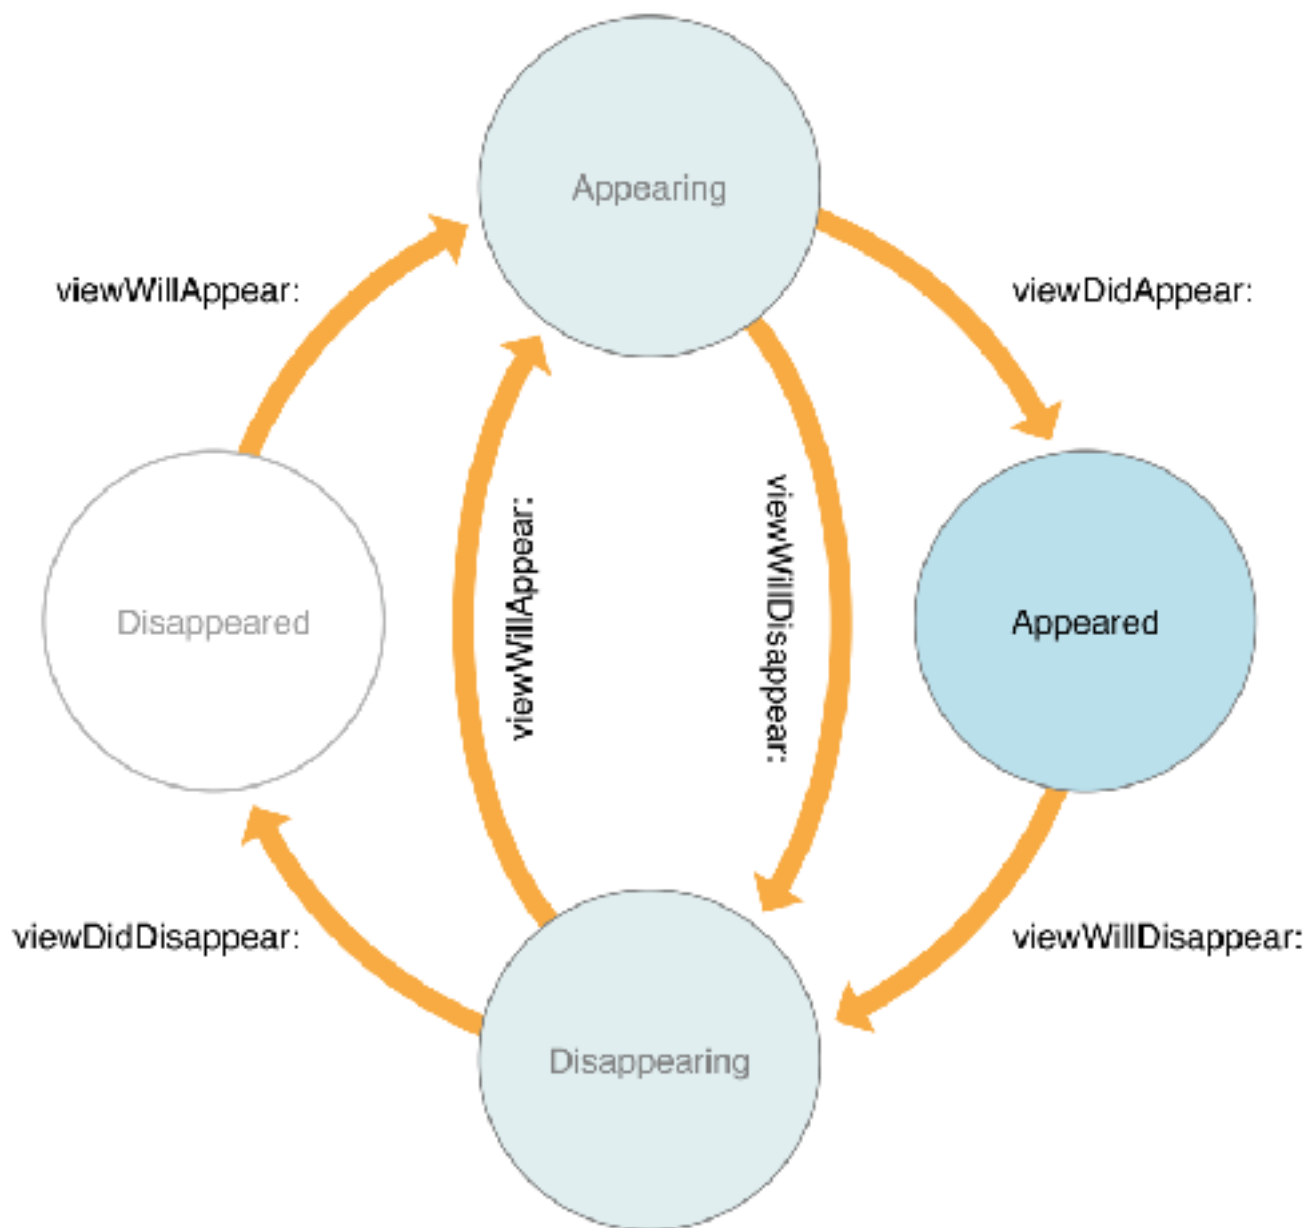 Appearing
viewWillAppear:
viewDidAppear:
viewWillAppear:
viewWillDisappear:
Disappeared
Appeared
viewDidDisappear:
viewWillDisappear:
Disappearing